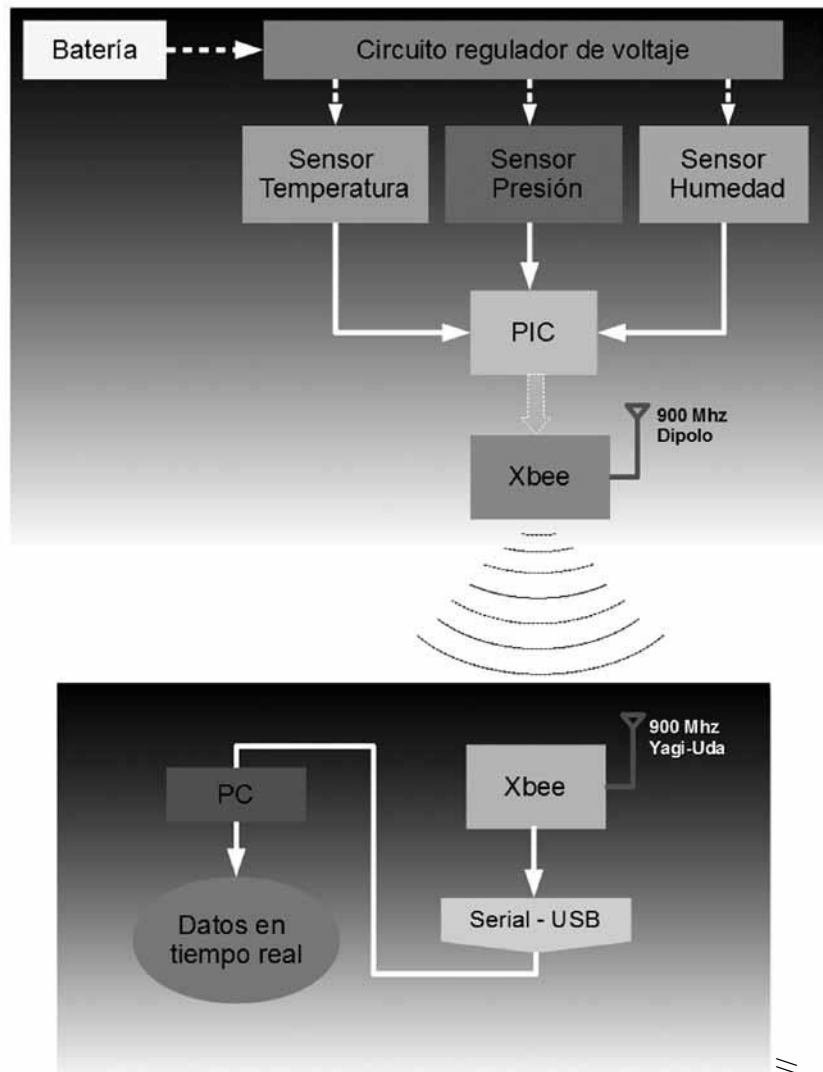 Batería
Circuito regulador de voltaje
Sensor
Temperatura
Sensor
Presión
Sensor
Humedad
PIC
900 Mhz
Dipolo
Xbee
900 Mhz
Yagi-Uda
Xbee
PC
Serial - USB
Datos en
tiempo real
//